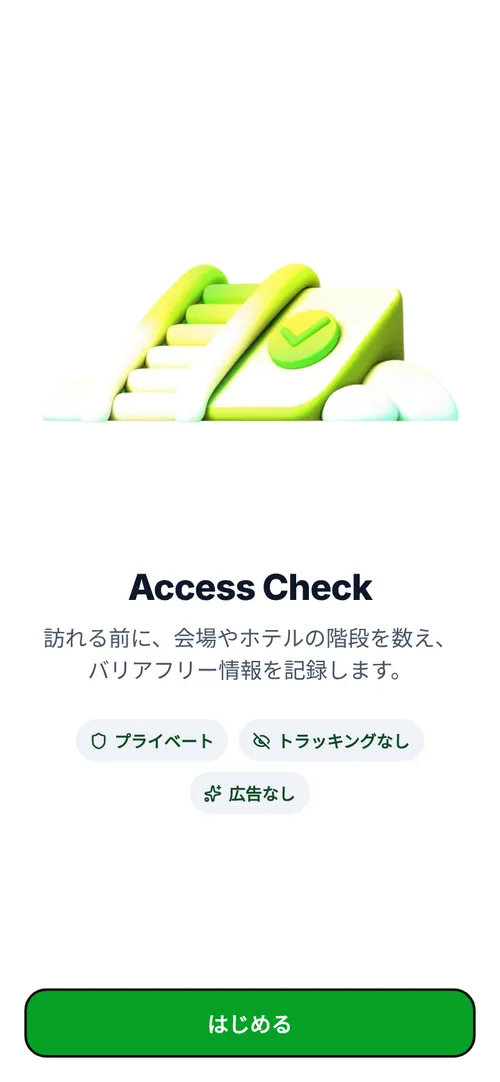 Access Check
訪れる前に、会場やホテルの階段を数え、
バリアフリー情報を記録します。
プライベート
トラッキングなし
広告なし
はじめる